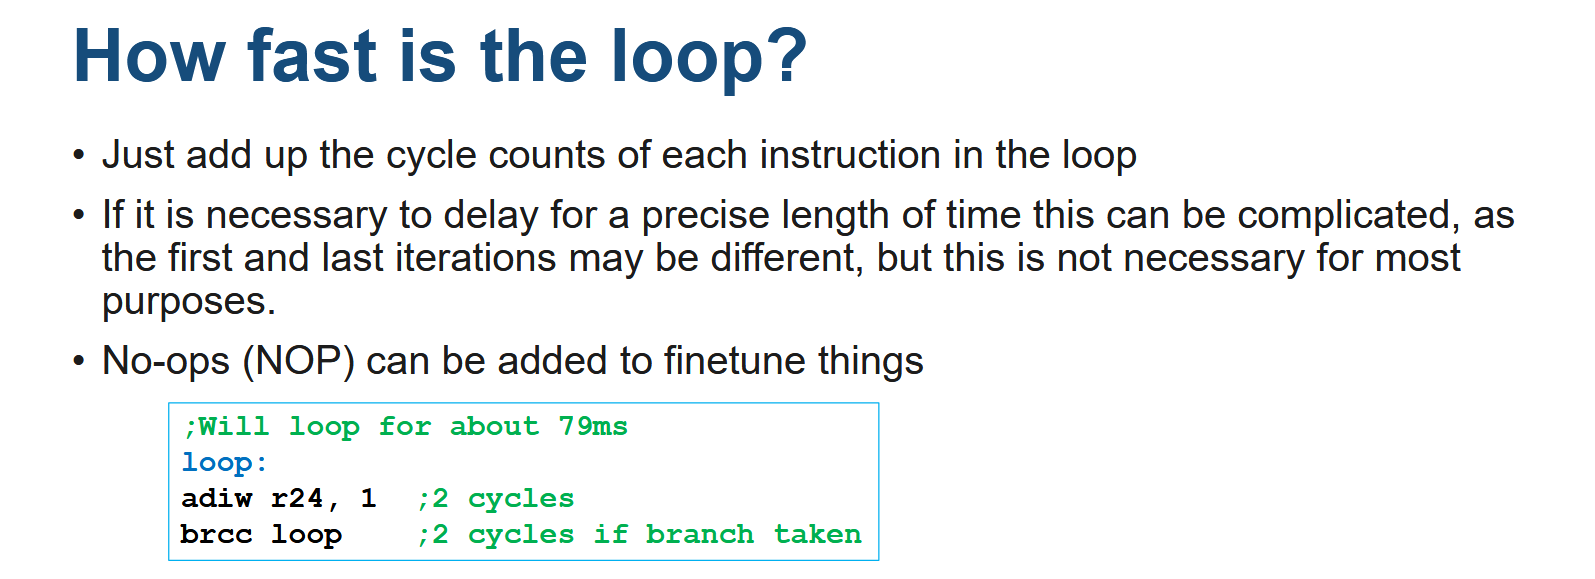 How fast is the loop?
• Just add up the cycle counts of each instruction in the loop
• If it is necessary to delay for a precise length of time this can be complicated, as
the first and last iterations may be different, but this is not necessary for most
purposes.
• No-ops (NOP) can be added to finetune things
;Will loop for about 79ms
loop:
adiw r24, 1  ;2 cycles
brcc loop    ;2 cycles if branch taken